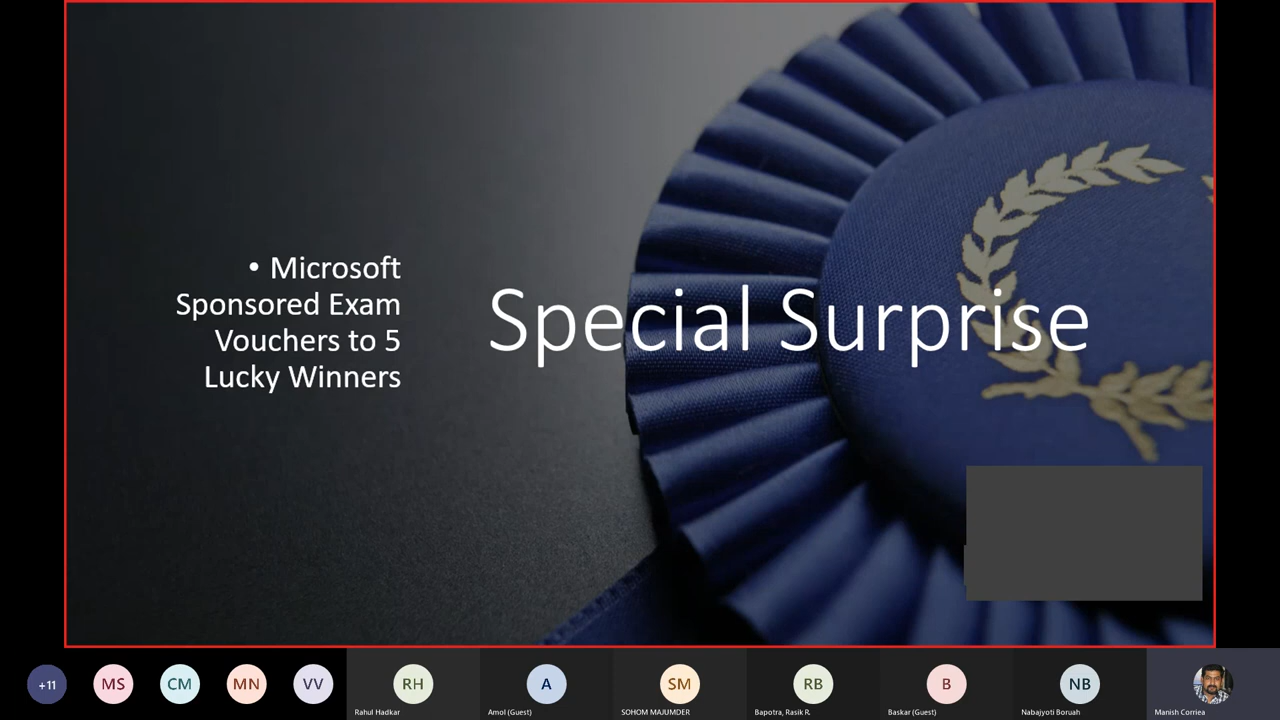 • Microsoft
Sponsored Exam
Vouchers to 5
Lucky Winners
Special Surprise
+11
MS
CM
MN
VV
RH
Rahul Hadkar
A
Amol (Guest)
SM
SOHOM MAJUMDER
RB
Bapotra, Rasik R.
B
Baskar (Guest)
NB
Nabajyoti Boruah
Manish Corriea